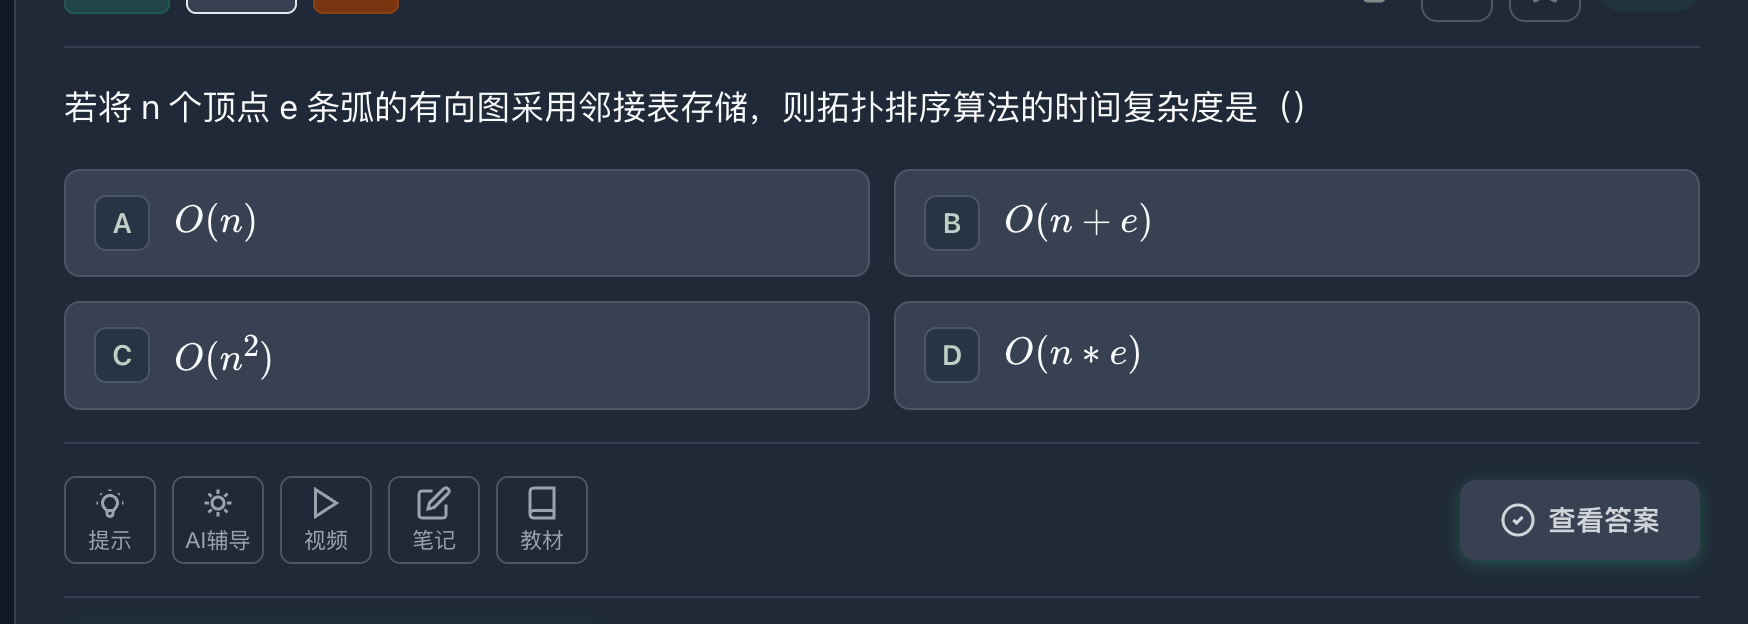 若将 n 个顶点 e 条弧的有向图采用邻接表存储，则拓扑排序算法的时间复杂度是（）
A O(n)
B O(n + e)
C O(n²)
D O(n * e)
提示 AI辅导 视频 笔记 教材 查看答案